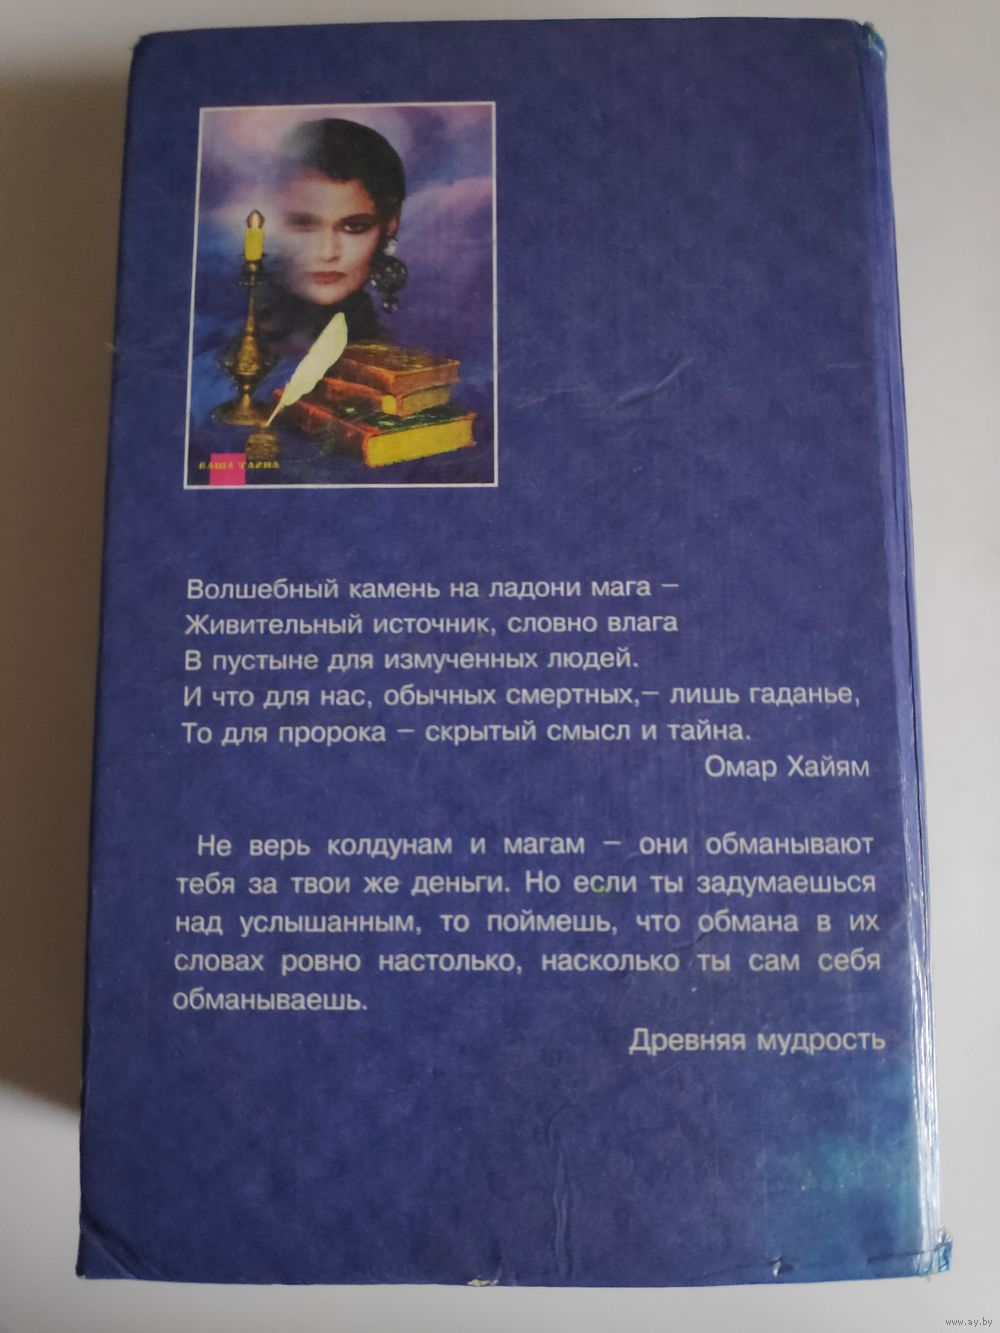 ВАША ТАЙНА
Волшебный камень на ладони мага –
Живительный источник, словно влага
В пустыне для измученных людей.
И что для нас, обычных смертных,– лишь гаданье,
То для пророка – скрытый смысл и тайна.
Омар Хайям
Не верь колдунам и магам – они обманывают
тебя за твои же деньги. Но если ты задумаешься
над услышанным, то поймешь, что обмана в их
словах ровно настолько, насколько ты сам себя
обманываешь.
Древняя мудрость
www.ay.by